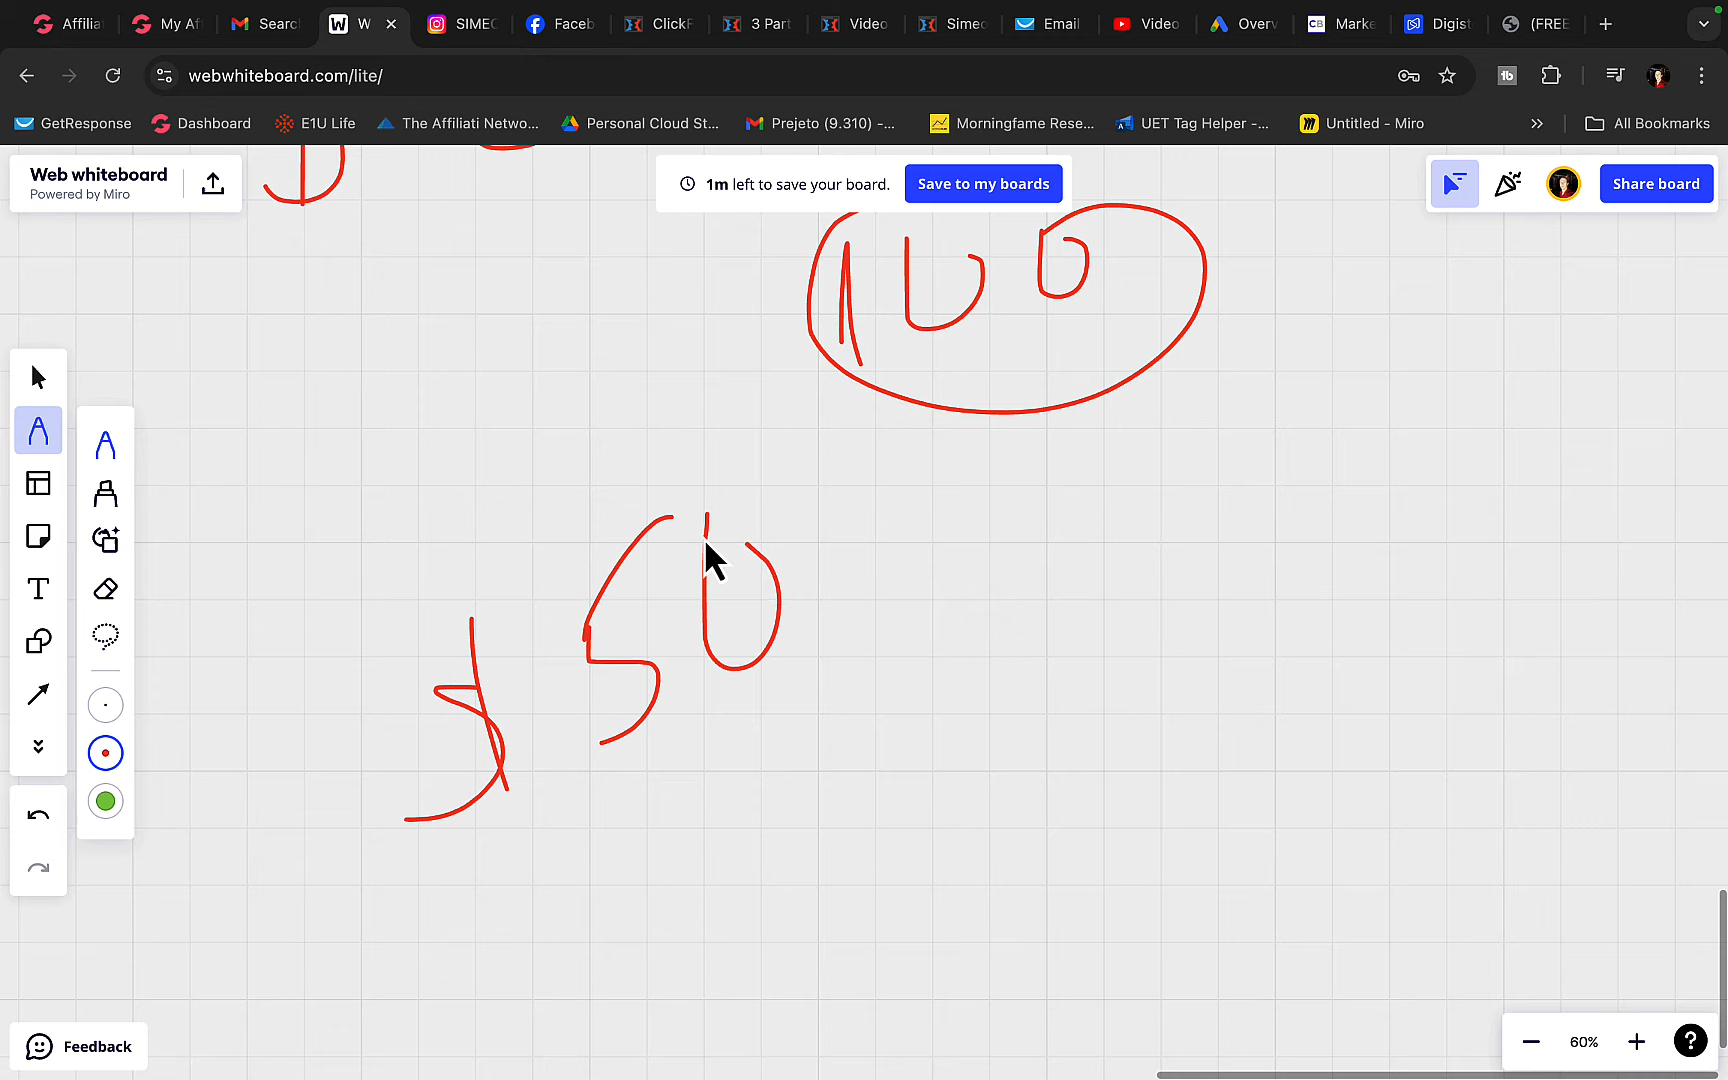 Affilia
My Af
Searc
W
SIMEC
Faceb
ClickF
3 Part
Video
Simeo
Email
Video
Overv
Marke
Digist
(FREE
webwhiteboard.com/lite/
GetResponse
Dashboard
E1U Life
The Affiliati Netwo...
Personal Cloud St...
Prejeto (9.310) -...
Morningfame Rese...
UET Tag Helper -...
Untitled - Miro
All Bookmarks
Web whiteboard
Powered by Miro
1m left to save your board.
Save to my boards
Share board
100
$ 50
Feedback
60%